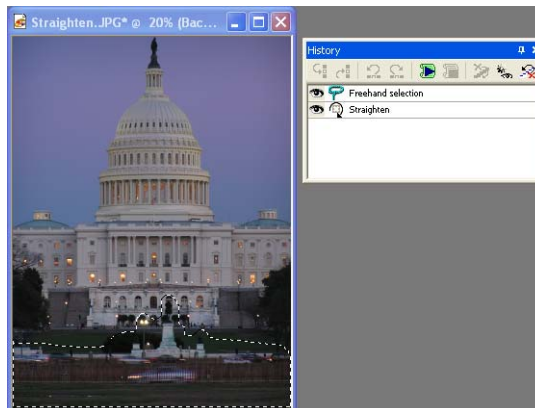 Straighten.JPG* @ 20% (Bac...
History
Freehand selection
Straighten